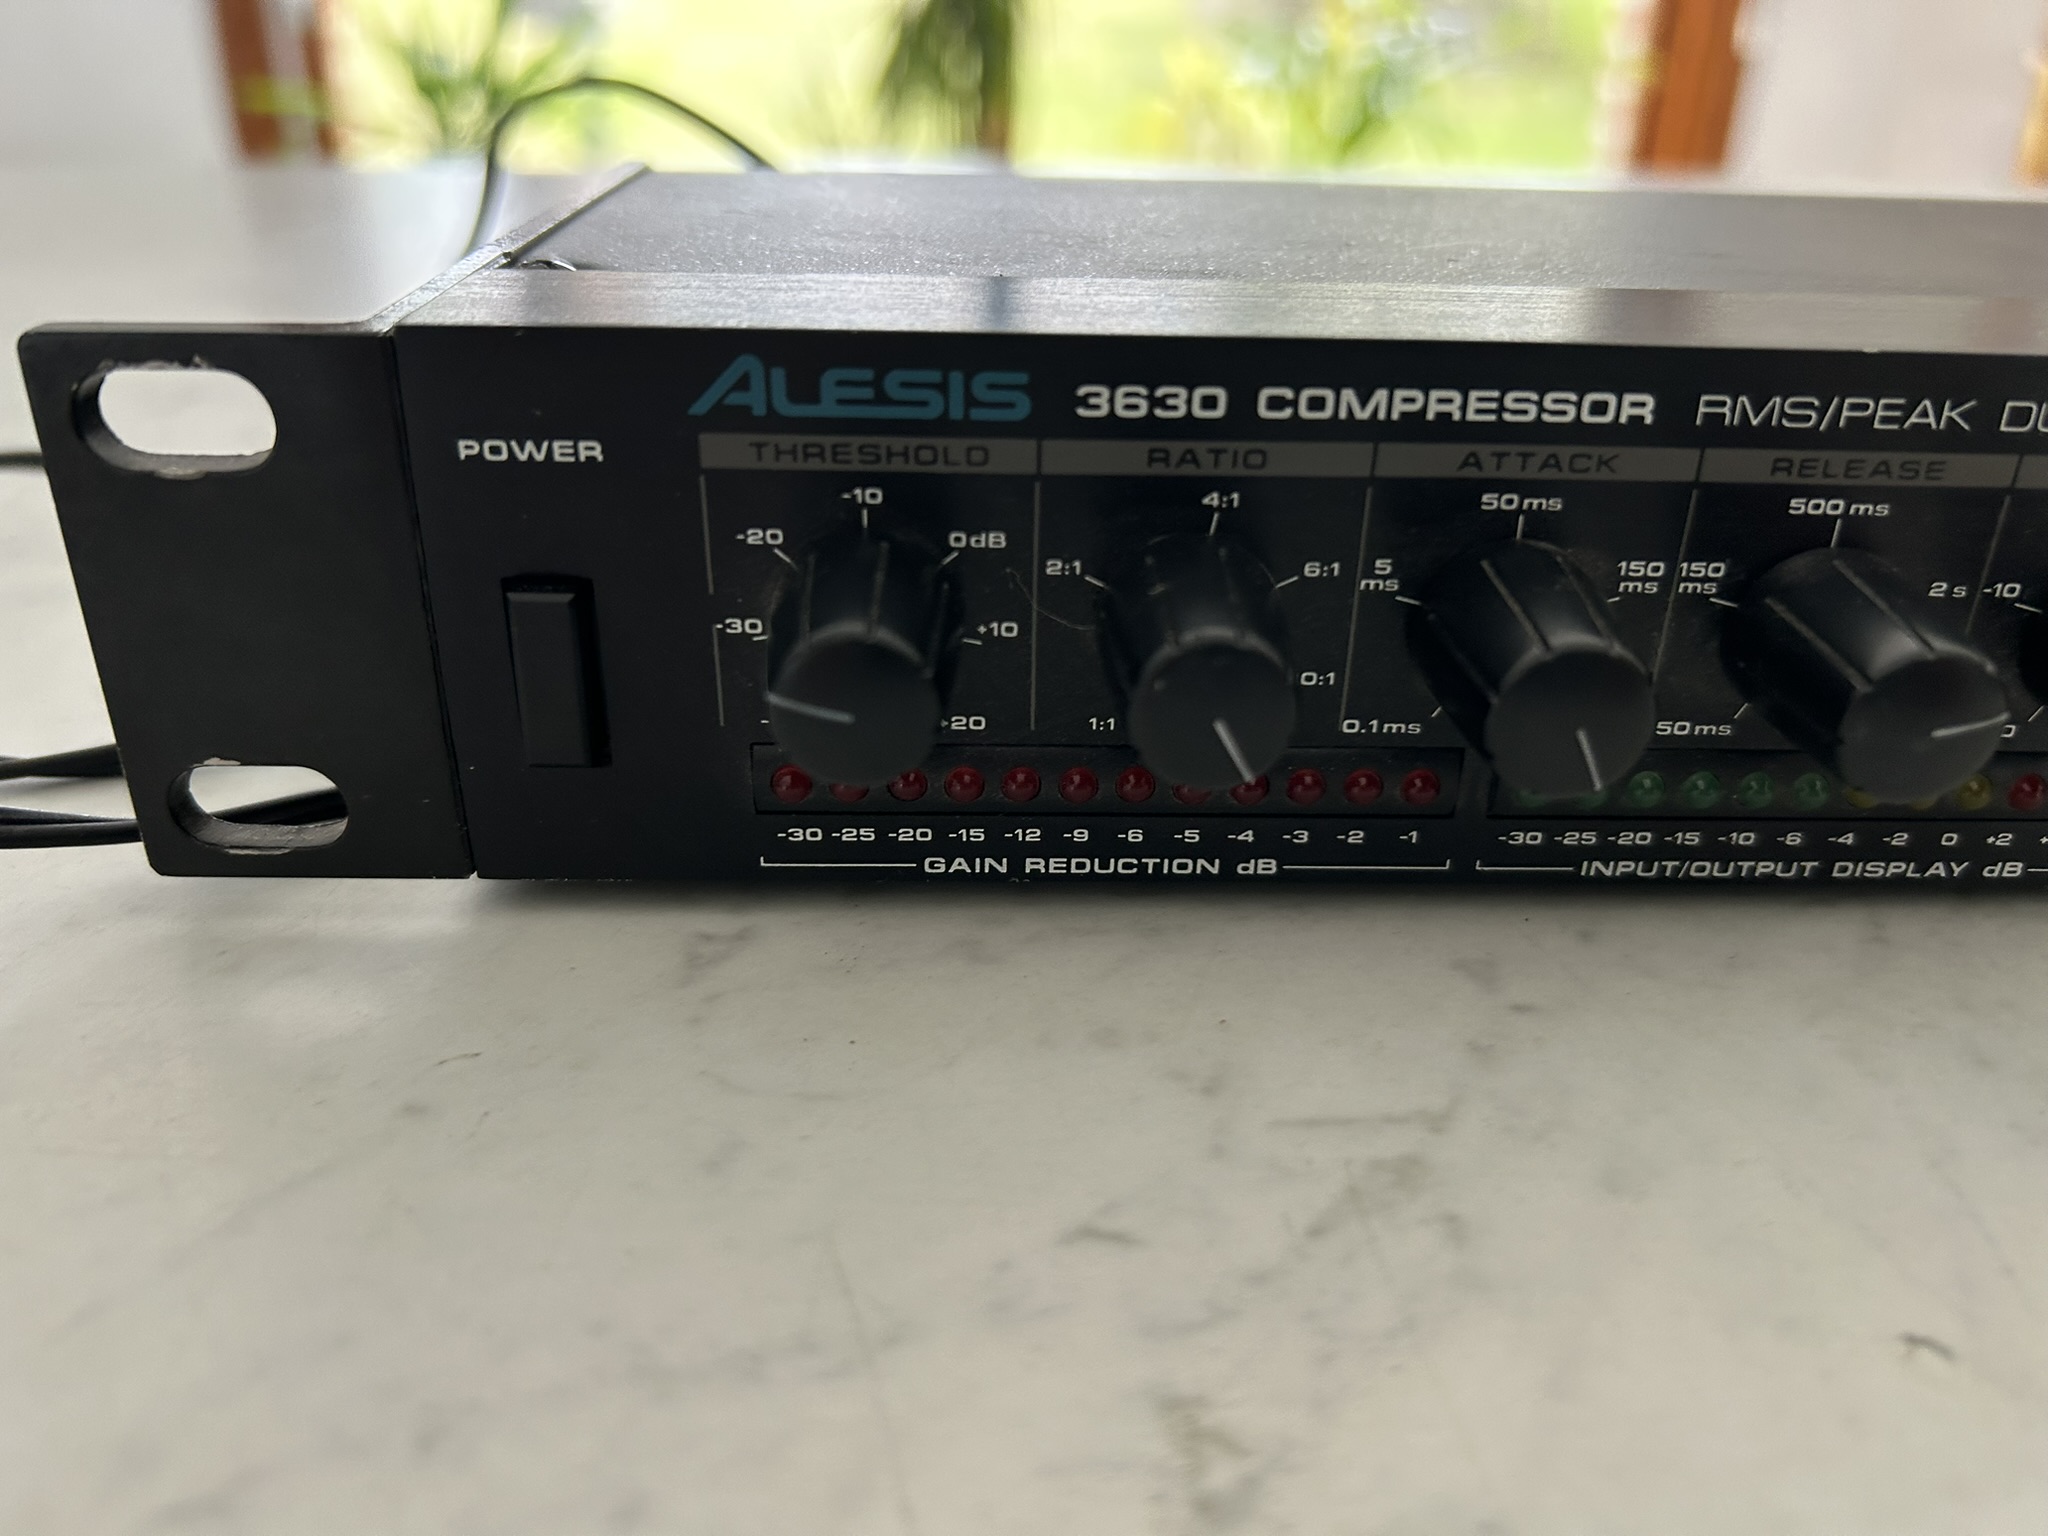 ALESIS 3630 COMPRESSOR RMS/PEAK
POWER
THRESHOLD RATIO ATTACK RELEASE
-10 4:1 50 ms 500 ms
-20 0dB 2:1 6:1 5 ms 150 ms 150 ms 2 s -10
-30 +10
+20 1:1 0:1 0.1ms 50ms
-30 -25 -20 -15 -12 -9 -6 -5 -4 -3 -2 -1 -30 -25 -20 -15 -10 -6 -4 -2 0 +2
GAIN REDUCTION dB INPUT/OUTPUT DISPLAY dB